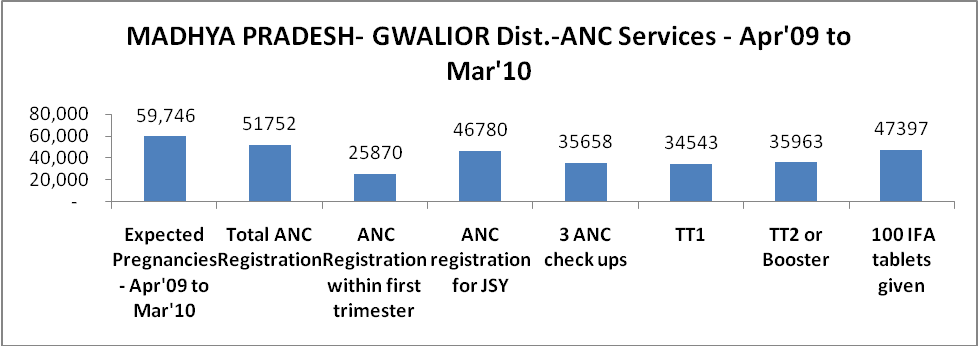 MADHYA PRADESH- GWALIOR Dist.-ANC Services - Apr'09 to
Mar'10
80,000
60,000
40,000
20,000
-
59,746
51752
25870
46780
35658
34543
35963
47397
Expected
Pregnancies
- Apr'09 to
Mar'10
Total ANC
Registration
ANC
Registration
within first
trimester
ANC
registration
for JSY
3 ANC
check ups
TT1
TT2 or
Booster
100 IFA
tablets
given